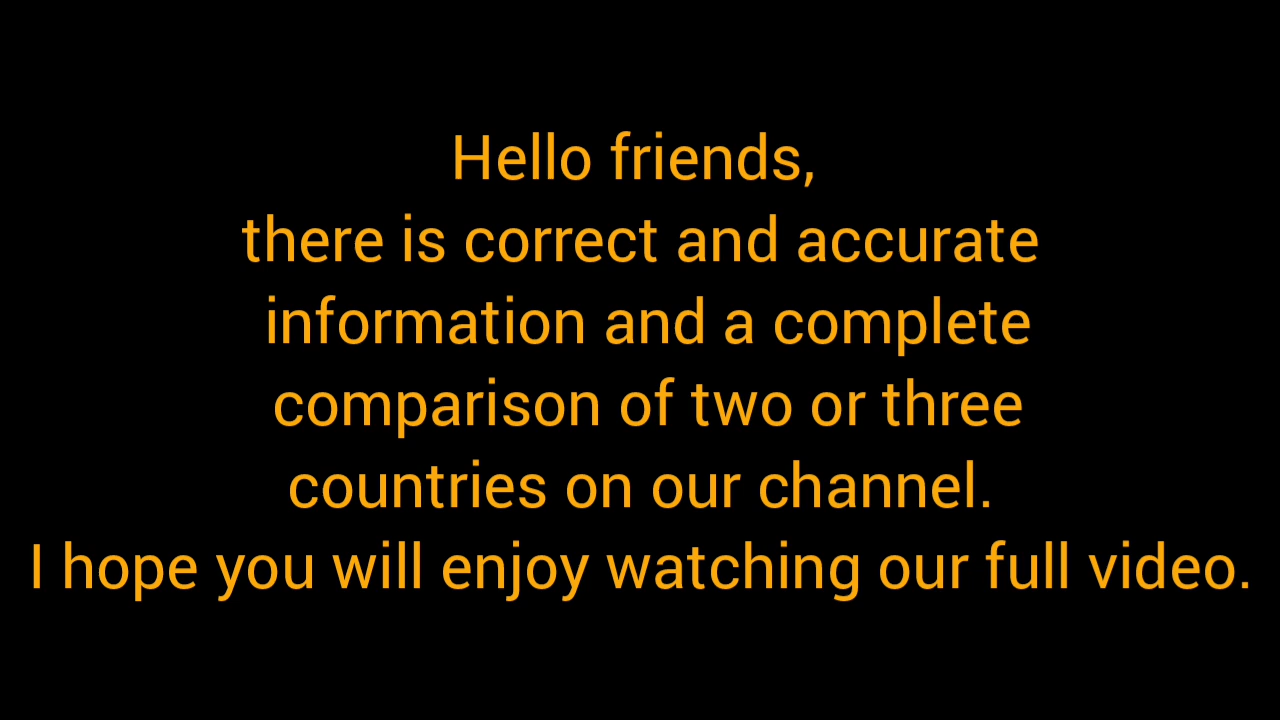 Hello friends,
there is correct and accurate
information and a complete
comparison of two or three
countries on our channel.
I hope you will enjoy watching our full video.